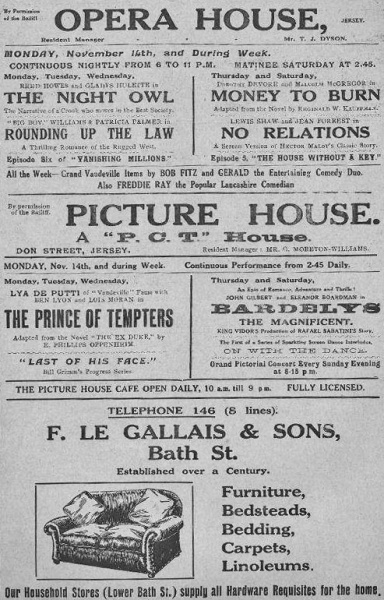 By Permission
of the Bailiff
OPERA HOUSE,
JERSEY.
Resident Manager - - Mr. T. J. DYSON.
MONDAY, November 14th, and During Week.
CONTINUOUS NIGHTLY FROM 6 TO 11 P.M. MATINEE SATURDAY AT 2.45.
Monday, Tuesday, Wednesday,
REED HOWES and GLADYS HULETTE in
THE NIGHT OWL
The Narrative of a Crook who moves in the Best Society.
"BIG BOY" WILLIAMS & PATRICIA PALMER in
ROUNDING UP THE LAW
A Thrilling Romance of the Rugged West.
Episode Six of "VANISHING MILLIONS."
Thursday and Saturday,
DOROTHY DEVORE and MALCOLM McGREGOR in
MONEY TO BURN
Adapted from the Novel by REGINALD W. KAUFFMAN.
LEWIS SHAW and JEAN FORREST in
NO RELATIONS
A Screen Version of HECTOR MALOT'S Classic Story.
Episode 5, "THE HOUSE WITHOUT A KEY."
All the Week—Grand Vaudeville Items by BOB FITZ and GERALD the Entertaining Comedy Duo.
Also FREDDIE RAY the Popular Lancashire Comedian
By permission
of the Bailiff.
PICTURE HOUSE.
A "P.C.T" House.
DON STREET, JERSEY. Resident Manager: MR. G. MORETON-WILLIAMS.
MONDAY, Nov. 14th, and during Week. Continuous Performance from 2-45 Daily.
Monday, Tuesday, Wednesday,
LYA DE PUTTI of "Vaudeville" Fame with
BEN LYON and LOIS MORAN in
THE PRINCE OF TEMPTERS
Adapted from the Novel "THE EX DUKE," by
E. PHILLIPS OPPENHEIM.
"LAST OF HIS FACE."
Bill Grimm's Progress Series.
Thursday and Saturday,
An Epic of Romance, Adventure and Thrills!
JOHN GILBERT and ELEANOR BOARDMAN in
BARDELYS
THE MAGNIFICENT.
KING VIDOR'S Production of RAFAEL SABATINI'S Story.
The First of a Series of Sparkling Screen Dance Interludes.
ON WITH THE DANCE.
Grand Pictorial Concert Every Sunday Evening
at 8-15 p.m.
THE PICTURE HOUSE CAFE OPEN DAILY, 10 a.m. till 9 pm. FULLY LICENSED.
TELEPHONE 146 (8 lines).
F. LE GALLAIS & SONS,
Bath St.
Established over a Century.
Furniture,
Bedsteads,
Bedding,
Carpets,
Linoleums.
Our Household Stores (Lower Bath St.) supply all Hardware Requisites for the home.